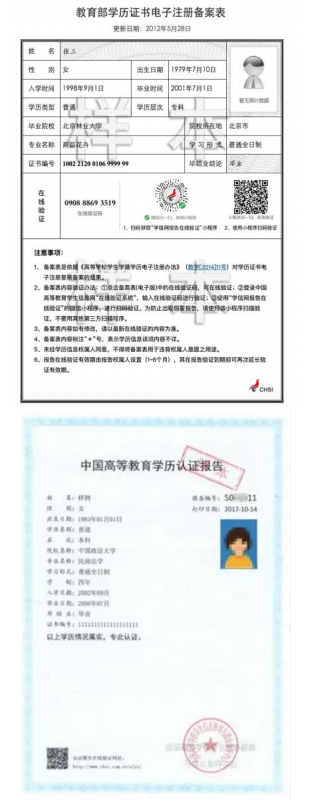 教育部学历证书电子注册备案表
更新日期：2012年5月28日
姓 名 张三
性 别 女 出生日期 1979年7月10日
入学时间 1998年9月1日 毕业时间 2001年7月1日
暂无照片数据
学历类型 普通 学历层次 专科
毕业院校 北京林业大学 院校所在地 北京市
专业名称 商品花卉 学习形式 普通全日制
证书编号 1002 2120 0106 9999 99 毕结业结论 毕业
样本
在线验证
0908 8869 3519
在线验证码
1、扫码获取“学信网报告在线验证”小程序
2、使用小程序扫码验证
注意事项：
1、备案表是依据《高等学校学生学籍学历电子注册办法》（教学[2014]11号）对学历证书电
子注册复核备案的结果。
2、备案表内容验证办法：①点击备案表(电子版)中的在线验证码，可在线验证；②登录中国
高等教育学生信息网“在线验证系统”，输入在线验证码进行验证；③使用“学信网报告在
线验证”的微信小程序，进行扫码验证。为防止出现假冒报告，请使用该小程序扫描验
证，不要用其他第三方扫描程序。
3、备案表内容如有修改，请以最新在线验证的内容为准。
4、备案表内容标注“*”号，表示学历信息该项内容不详。
5、未经学历信息权属人同意，不得将备案表用于违背权属人意愿之用途。
6、报告在线验证有效期由报告权属人设置（1~6个月），其在报告验证到期前可再次延长验
证有效期。
样本
CHSI
样本
中国高等教育学历认证报告
姓 名：样例 报告编号：50 11
性 别：女 打印日期：2017-10-14
出生日期：1983年01月01日
学历类别：普通
层 次：本科
院校名称：中国政法大学
专业名称：民商法学
学习形式：普通全日制
学 制：四年
入学日期：2002年09月
毕业日期：2006年07月
毕 业：毕业
证书编号：111111111111111111
以上学历情况属实，专此认证。
认证报告在线验证网址：
http://www.chsi.com.cn/xlrz/